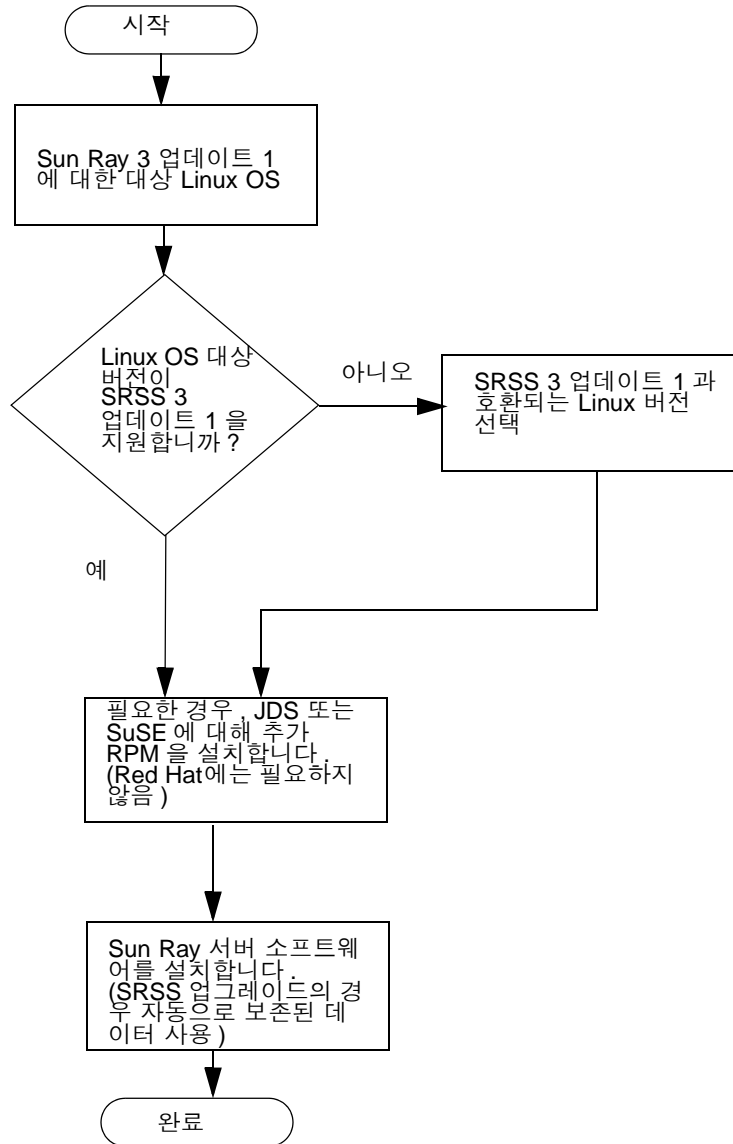 시작
Sun Ray 3 업데이트 1
에 대한 대상 Linux OS
Linux OS 대상
버전이
SRSS 3
업데이트 1 을
지원합니까 ?
아니오
SRSS 3 업데이트 1 과
호환되는 Linux 버전
선택
예
필요한 경우 , JDS 또는
SuSE 에 대해 추가
RPM 을 설치합니다 .
(Red Hat에는 필요하지
않음 )
Sun Ray 서버 소프트웨
어를 설치합니다 .
(SRSS 업그레이드의 경
우 자동으로 보존된 데
이터 사용 )
완료